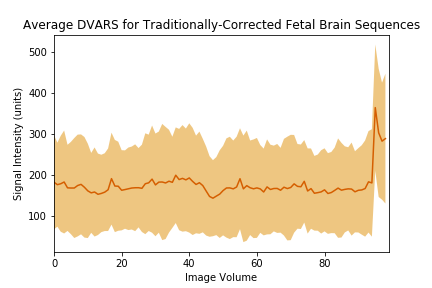 Average DVARS for Traditionally-Corrected Fetal Brain Sequences
Signal Intensity (units)
500
400
300
200
100
0 20 40 60 80
Image Volume